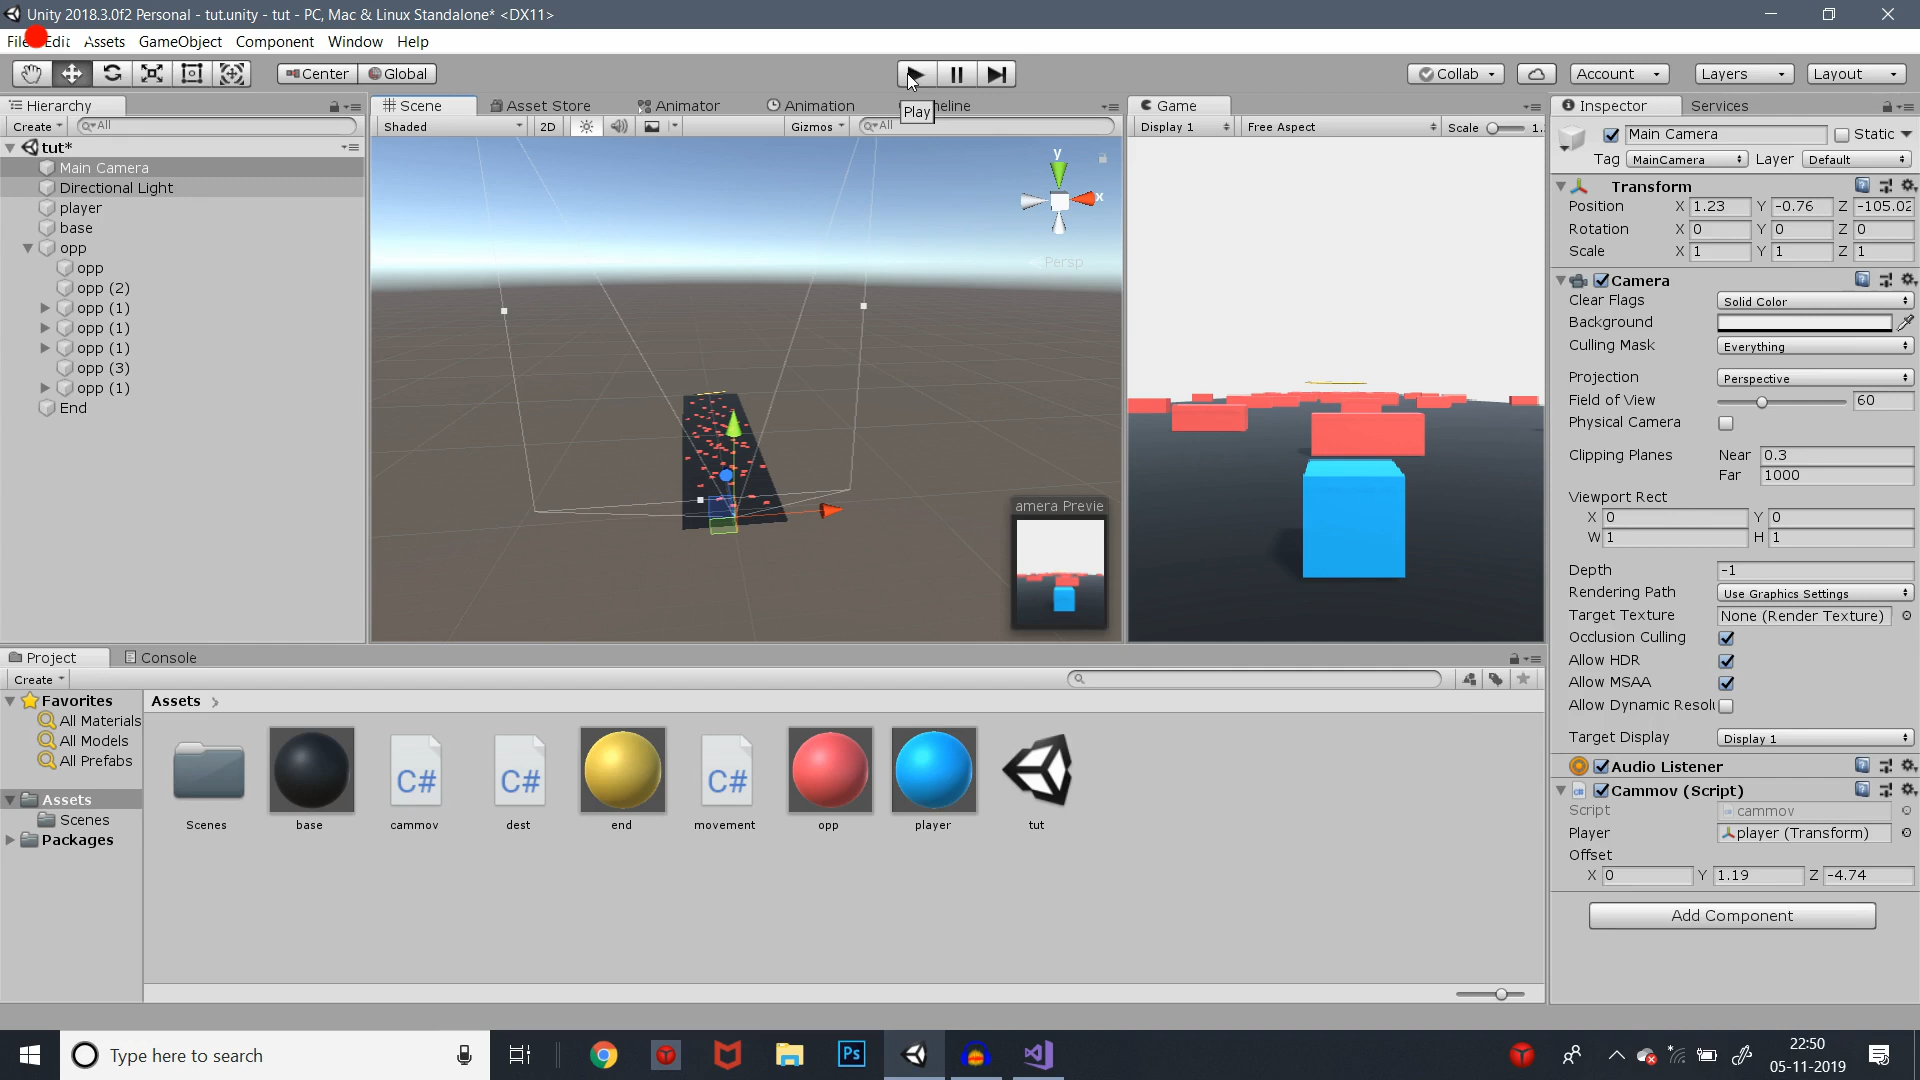 Unity 2018.3.0f2 Personal - tut.unity - tut - PC, Mac & Linux Standalone* <DX11>
File Edit Assets GameObject Component Window Help
Center Global Collab Account Layers Layout
Hierarchy
Create All
tut*
Main Camera
Directional Light
player
base
opp
opp
opp (2)
opp (1)
opp (1)
opp (1)
opp (3)
opp (1)
End
Scene Asset Store Animator Animation meline
Play
Shaded 2D Gizmos All
y
x
Persp
amera Previe
Game
Display 1 Free Aspect Scale 1.
Inspector Services
Main Camera Static
Tag MainCamera Layer Default
Transform
Position X 1.23 Y -0.76 Z -105.02
Rotation X 0 Y 0 Z 0
Scale X 1 Y 1 Z 1
Camera
Clear Flags Solid Color
Background
Culling Mask Everything
Projection Perspective
Field of View 60
Physical Camera
Clipping Planes Near 0.3
Far 1000
Viewport Rect
X 0 Y 0
W 1 H 1
Depth -1
Rendering Path Use Graphics Settings
Target Texture None (Render Texture)
Occlusion Culling
Allow HDR
Allow MSAA
Allow Dynamic Resolu
Target Display Display 1
Audio Listener
Cammov (Script)
Script cammov
Player player (Transform)
Offset
X 0 Y 1.19 Z -4.74
Add Component
Project Console
Create
Favorites
All Materials
All Models
All Prefabs
Assets
Scenes
Packages
Assets
C# C# C#
Scenes base cammov dest end movement opp player tut
Type here to search
Ps
22:50
05-11-2019